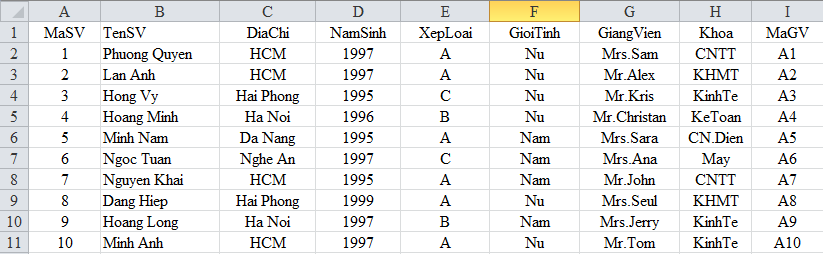 A B C D E F G H I
1 MaSV TenSV DiaChi NamSinh XepLoai GioiTinh GiangVien Khoa MaGV
2 1 Phuong Quyen HCM 1997 A Nu Mrs.Sam CNTT A1
3 2 Lan Anh HCM 1997 A Nu Mr.Alex KHMT A2
4 3 Hong Vy Hai Phong 1995 C Nu Mr.Kris KinhTe A3
5 4 Hoang Minh Ha Noi 1996 B Nu Mr.Christan KeToan A4
6 5 Minh Nam Da Nang 1995 A Nam Mrs.Sara CN.Dien A5
7 6 Ngoc Tuan Nghe An 1997 C Nam Mrs.Ana May A6
8 7 Nguyen Khai HCM 1995 A Nam Mr.John CNTT A7
9 8 Dang Hiep Hai Phong 1999 A Nu Mrs.Seul KHMT A8
10 9 Hoang Long Ha Noi 1997 B Nam Mrs.Jerry KinhTe A9
11 10 Minh Anh HCM 1997 A Nu Mr.Tom KinhTe A10